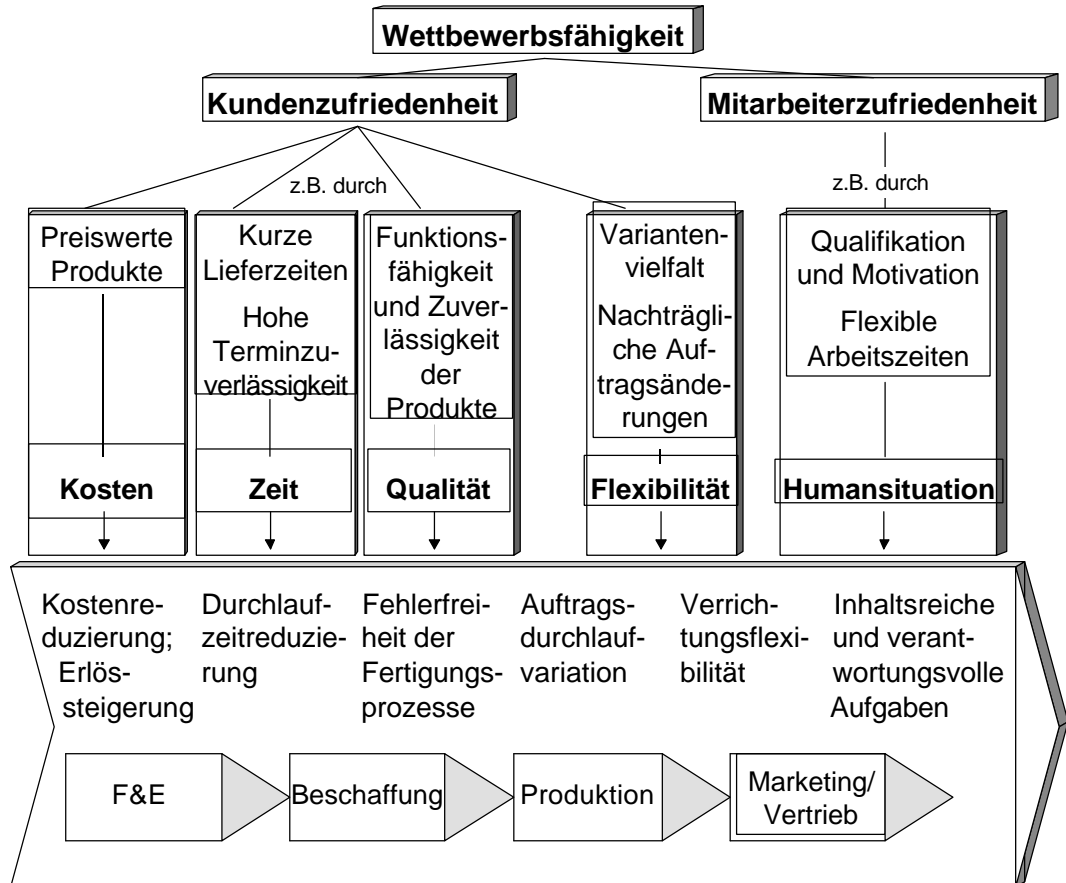 Wettbewerbsfähigkeit
Kundenzufriedenheit
Mitarbeiterzufriedenheit
z.B. durch
z.B. durch
Preiswerte
Produkte
Kurze
Lieferzeiten
Hohe
Terminzu-
verlässigkeit
Funktions-
fähigkeit
und Zuver-
lässigkeit
der
Produkte
Varianten-
vielfalt
Nachträgli-
che Auf-
tragsände-
rungen
Qualifikation
und Motivation
Flexible
Arbeitszeiten
Kosten
Zeit
Qualität
Flexibilität
Humansituation
Kostenre-
duzierung;
Erlös-
steigerung
Durchlauf-
zeitreduzie-
rung
Fehlerfrei-
heit der
Fertigungs-
prozesse
Auftrags-
durchlauf-
variation
Verrich-
tungsflexi-
bilität
Inhaltsreiche
und verant-
wortungsvolle
Aufgaben
F&E
Beschaffung
Produktion
Marketing/
Vertrieb